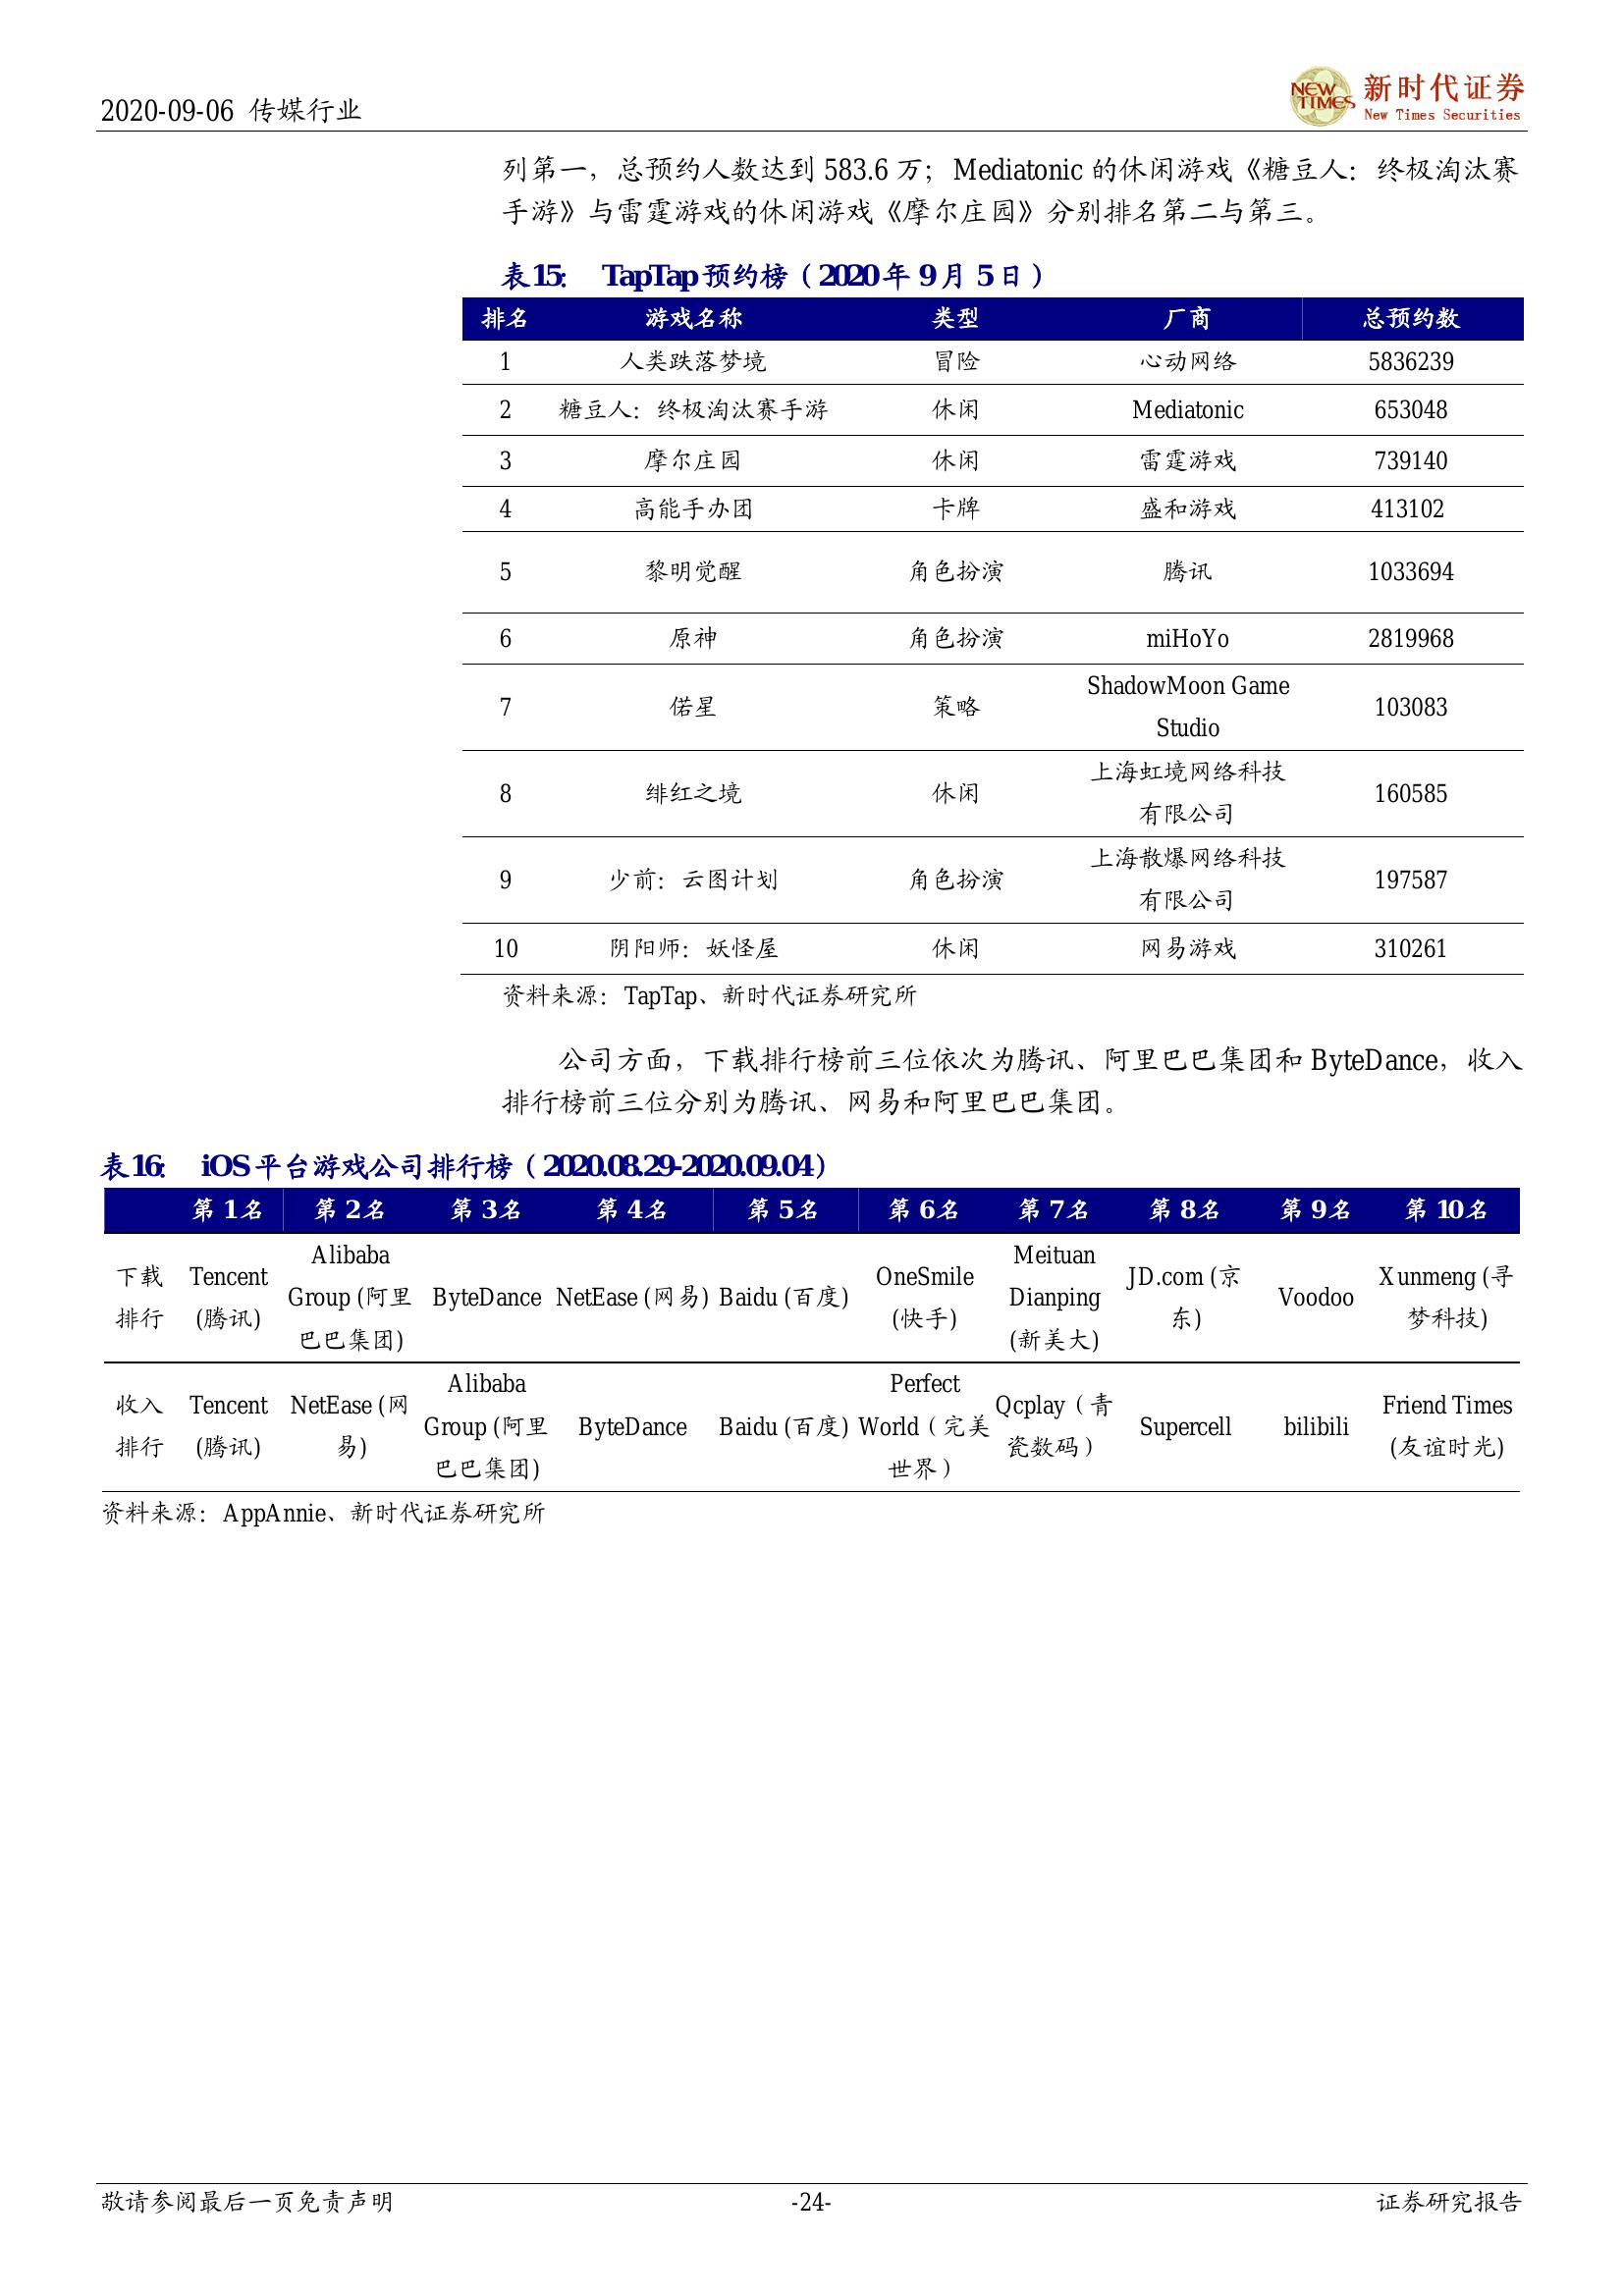 2020-09-06 传媒行业
NEW TIMES 新时代证券
New Times Securities
列第一，总预约人数达到 583.6 万；Mediatonic 的休闲游戏《糖豆人：终极淘汰赛
手游》与雷霆游戏的休闲游戏《摩尔庄园》分别排名第二与第三。
表15： TapTap 预约榜（2020 年 9 月 5 日）
排名 游戏名称 类型 厂商 总预约数
1 人类跌落梦境 冒险 心动网络 5836239
2 糖豆人：终极淘汰赛手游 休闲 Mediatonic 653048
3 摩尔庄园 休闲 雷霆游戏 739140
4 高能手办团 卡牌 盛和游戏 413102
5 黎明觉醒 角色扮演 腾讯 1033694
6 原神 角色扮演 miHoYo 2819968
7 偌星 策略 ShadowMoon Game Studio 103083
8 绯红之境 休闲 上海虹境网络科技有限公司 160585
9 少前：云图计划 角色扮演 上海散爆网络科技有限公司 197587
10 阴阳师：妖怪屋 休闲 网易游戏 310261
资料来源：TapTap、新时代证券研究所
公司方面，下载排行榜前三位依次为腾讯、阿里巴巴集团和 ByteDance，收入
排行榜前三位分别为腾讯、网易和阿里巴巴集团。
表16： iOS 平台游戏公司排行榜（2020.08.29-2020.09.04）
第 1 名 第 2 名 第 3 名 第 4 名 第 5 名 第 6 名 第 7 名 第 8 名 第 9 名 第 10 名
下载排行 Tencent (腾讯) Alibaba Group (阿里巴巴集团) ByteDance NetEase (网易) Baidu (百度) OneSmile (快手) Meituan Dianping (新美大) JD.com (京东) Voodoo Xunmeng (寻梦科技)
收入排行 Tencent (腾讯) NetEase (网易) Alibaba Group (阿里巴巴集团) ByteDance Baidu (百度) Perfect World（完美世界） Qcplay（青瓷数码） Supercell bilibili Friend Times (友谊时光)
资料来源：AppAnnie、新时代证券研究所
敬请参阅最后一页免责声明 -24- 证券研究报告